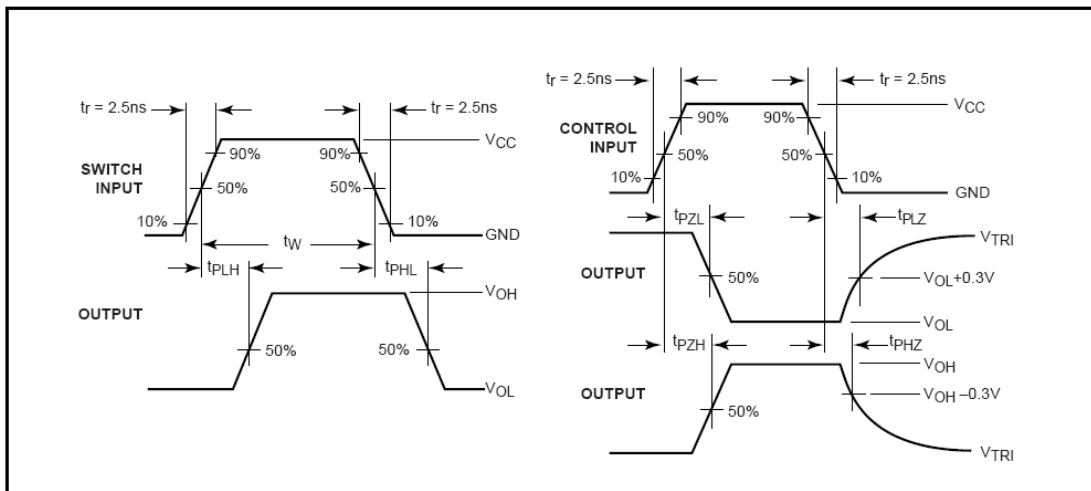 tr = 2.5ns
tr = 2.5ns
VCC
SWITCH
INPUT
90%
90%
50%
50%
10%
10%
GND
tW
tPLH
tPHL
OUTPUT
VOH
50%
50%
VOL
tr = 2.5ns
tr = 2.5ns
VCC
CONTROL
INPUT
90%
90%
50%
50%
10%
10%
GND
tPZL
tPLZ
VTRI
OUTPUT
50%
VOL+0.3V
VOL
tPZH
tPHZ
VOH
OUTPUT
VOH –0.3V
50%
VTRI